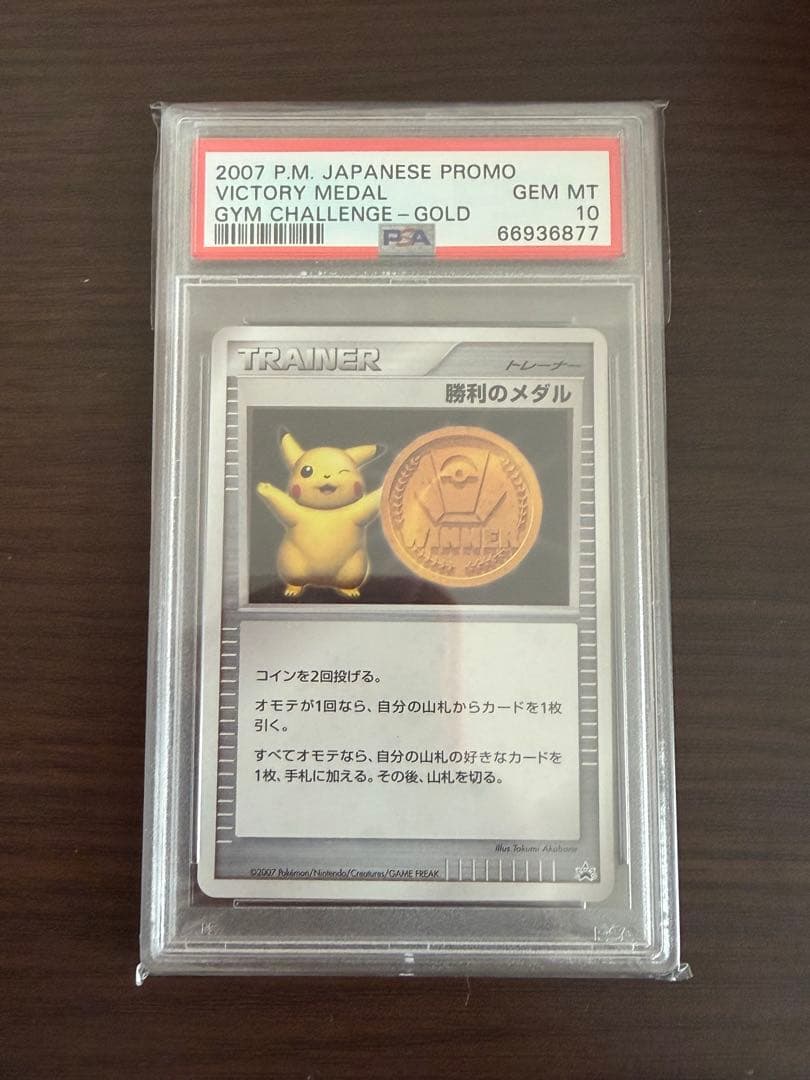 2007 P.M. JAPANESE PROMO
VICTORY MEDAL GEM MT
GYM CHALLENGE – GOLD 10
PSA 66936877
TRAINER トレーナー
勝利のメダル
WINNER
コインを2回投げる。
オモテが1回なら、自分の山札からカードを1枚
引く。
すべてオモテなら、自分の山札の好きなカードを
1枚、手札に加える。その後、山札を切る。
illus. Takumi Akabane
©2007 Pokémon/Nintendo/Creatures/GAME FREAK